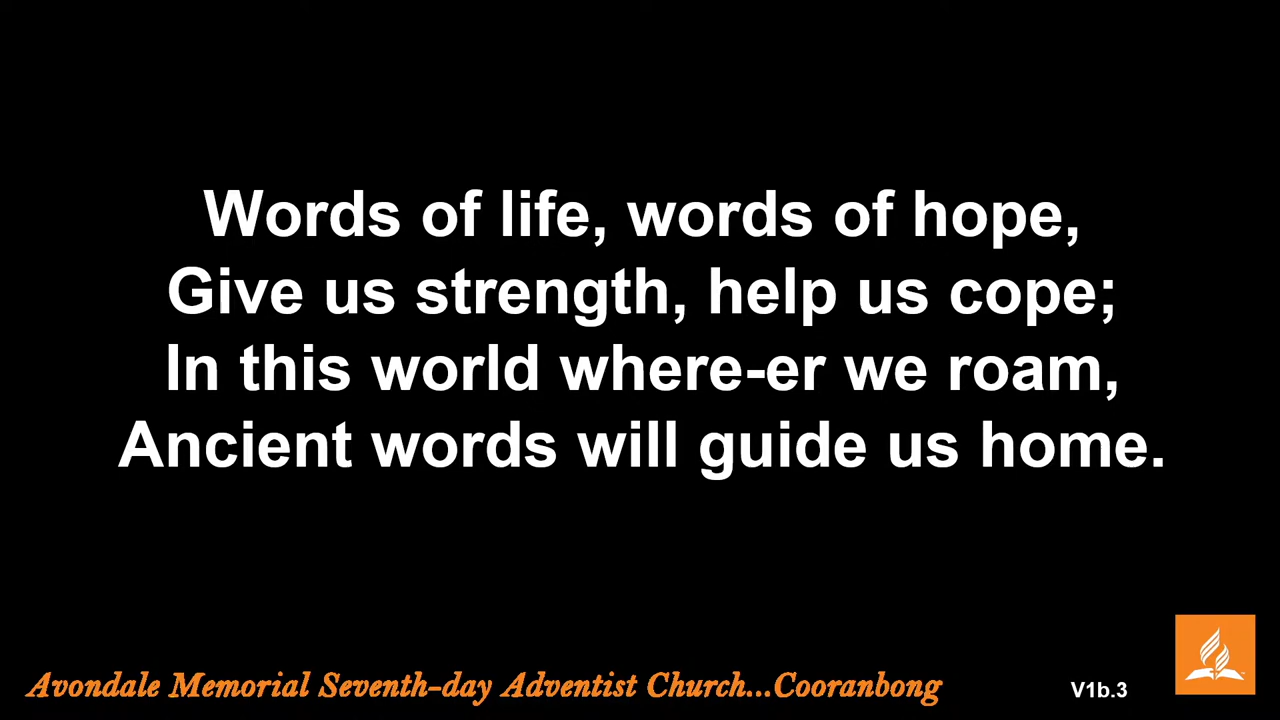 Words of life, words of hope,
Give us strength, help us cope;
In this world where-er we roam,
Ancient words will guide us home.
Avondale Memorial Seventh-day Adventist Church...Cooranbong
V1b.3